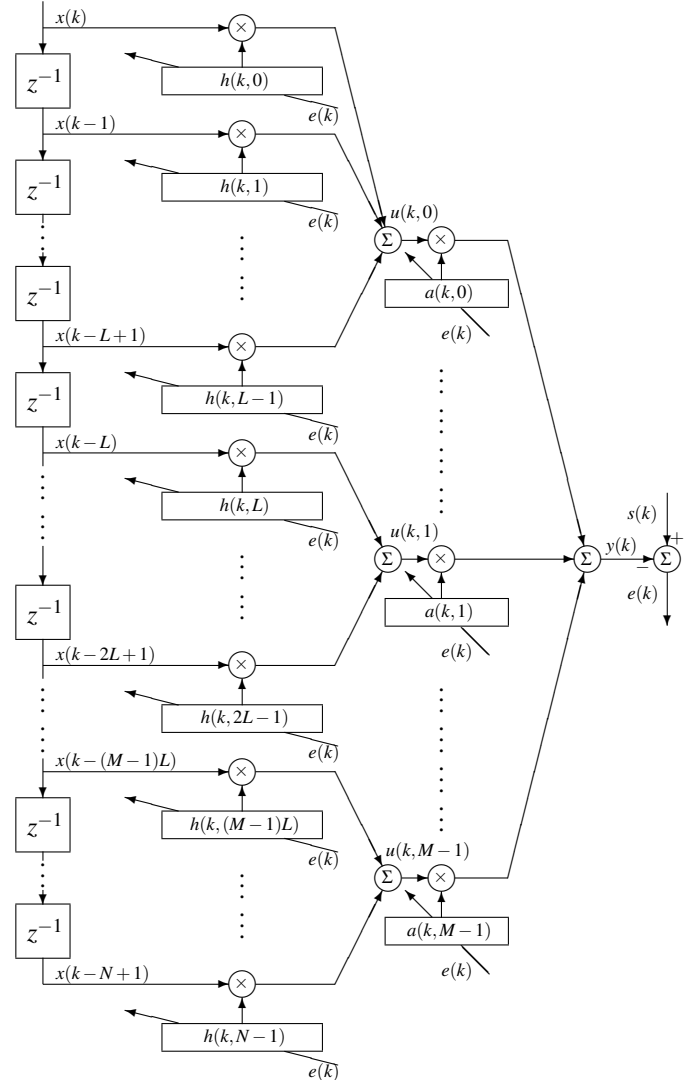 x(k)
×
z⁻¹
h(k,0)
e(k)
x(k−1)
×
z⁻¹
h(k,1)
e(k)
u(k,0)
Σ
×
z⁻¹
a(k,0)
e(k)
x(k−L+1)
×
z⁻¹
h(k,L−1)
e(k)
x(k−L)
×
h(k,L)
e(k)
s(k)
u(k,1)
y(k)
+
Σ
×
Σ
−
Σ
e(k)
z⁻¹
a(k,1)
e(k)
x(k−2L+1)
×
h(k,2L−1)
e(k)
x(k−(M−1)L)
×
z⁻¹
h(k,(M−1)L)
e(k)
u(k,M−1)
Σ
×
z⁻¹
a(k,M−1)
e(k)
x(k−N+1)
×
h(k,N−1)
e(k)